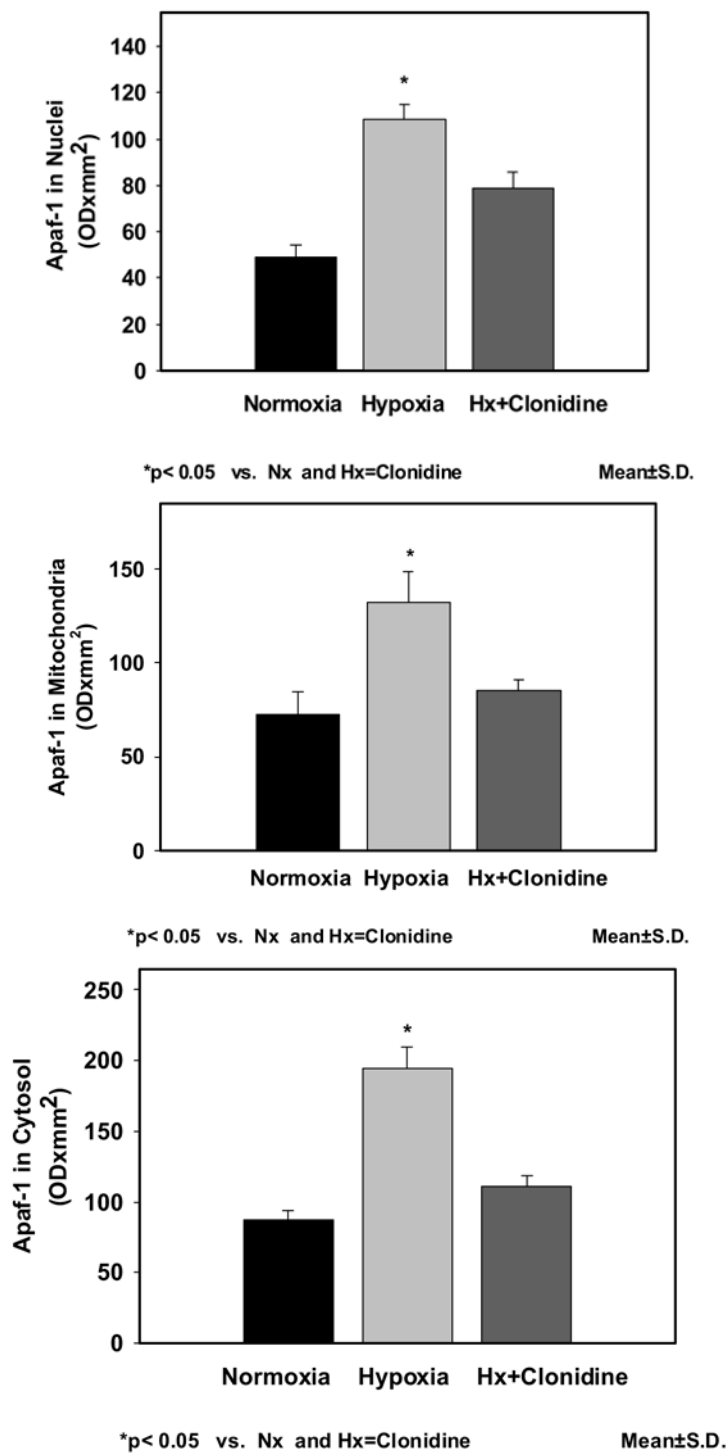 Apaf-1 in Nuclei
(ODxmm2)
140
120
100
80
60
40
20
0
*
Normoxia Hypoxia Hx+Clonidine
*p< 0.05 vs. Nx and Hx=Clonidine Mean±S.D.
Apaf-1 in Mitochondria
(ODxmm2)
150
100
50
0
*
Normoxia Hypoxia Hx+Clonidine
*p< 0.05 vs. Nx and Hx=Clonidine Mean±S.D.
Apaf-1 in Cytosol
(ODxmm2)
250
200
150
100
50
0
*
Normoxia Hypoxia Hx+Clonidine
*p< 0.05 vs. Nx and Hx=Clonidine Mean±S.D.